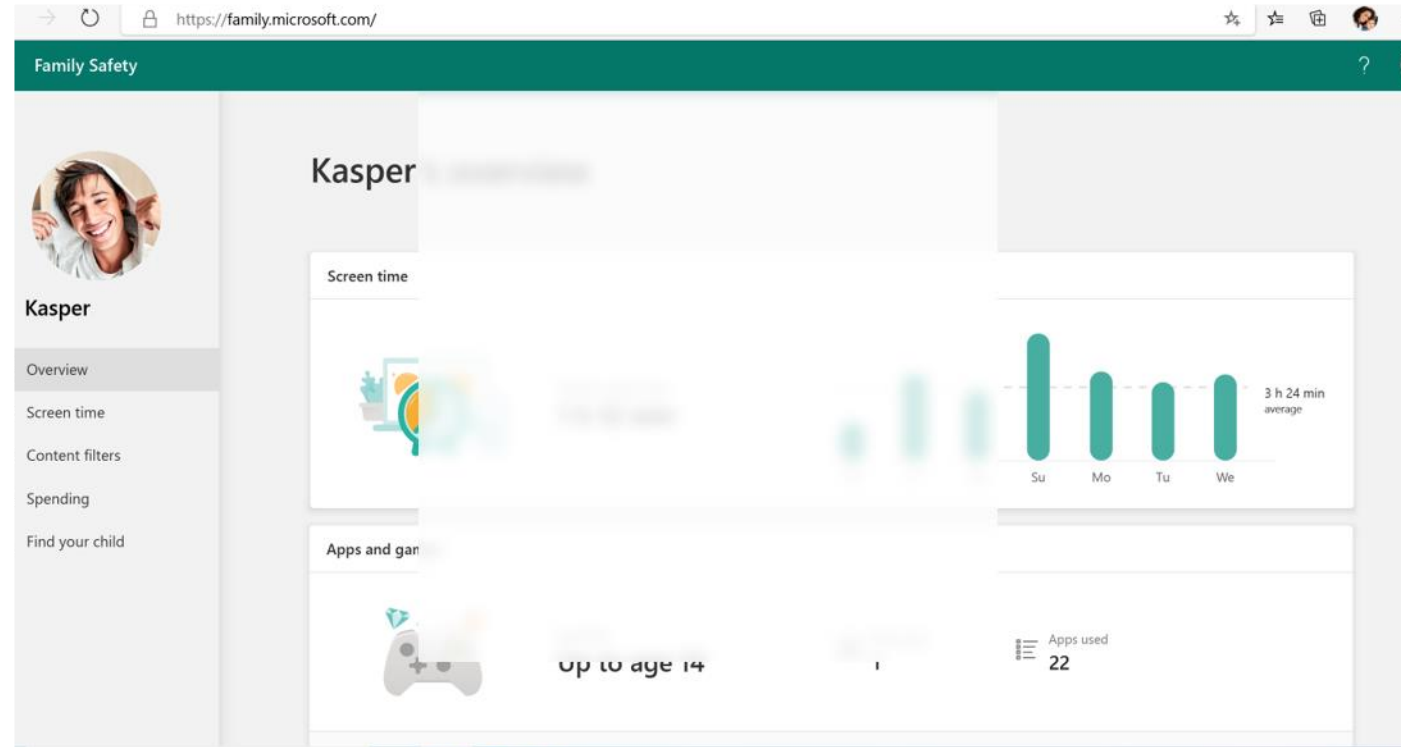 https://family.microsoft.com/
Family Safety
?
Kasper
Kasper
Overview
Screen time
Content filters
Spending
Find your child
Screen time
3 h 24 min
average
Su Mo Tu We
Apps and
Up to age 14
Apps used
22